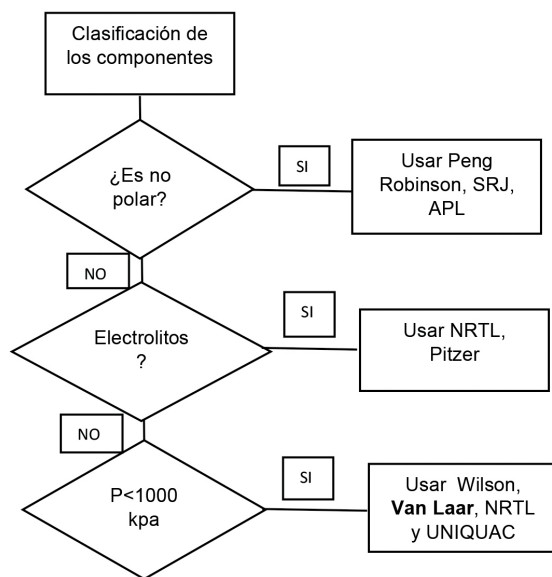 Clasificación de
los componentes
¿Es no
polar?
SI
Usar Peng
Robinson, SRJ,
APL
NO
Electrolitos
?
SI
Usar NRTL,
Pitzer
NO
P<1000
kpa
SI
Usar Wilson,
Van Laar, NRTL
y UNIQUAC